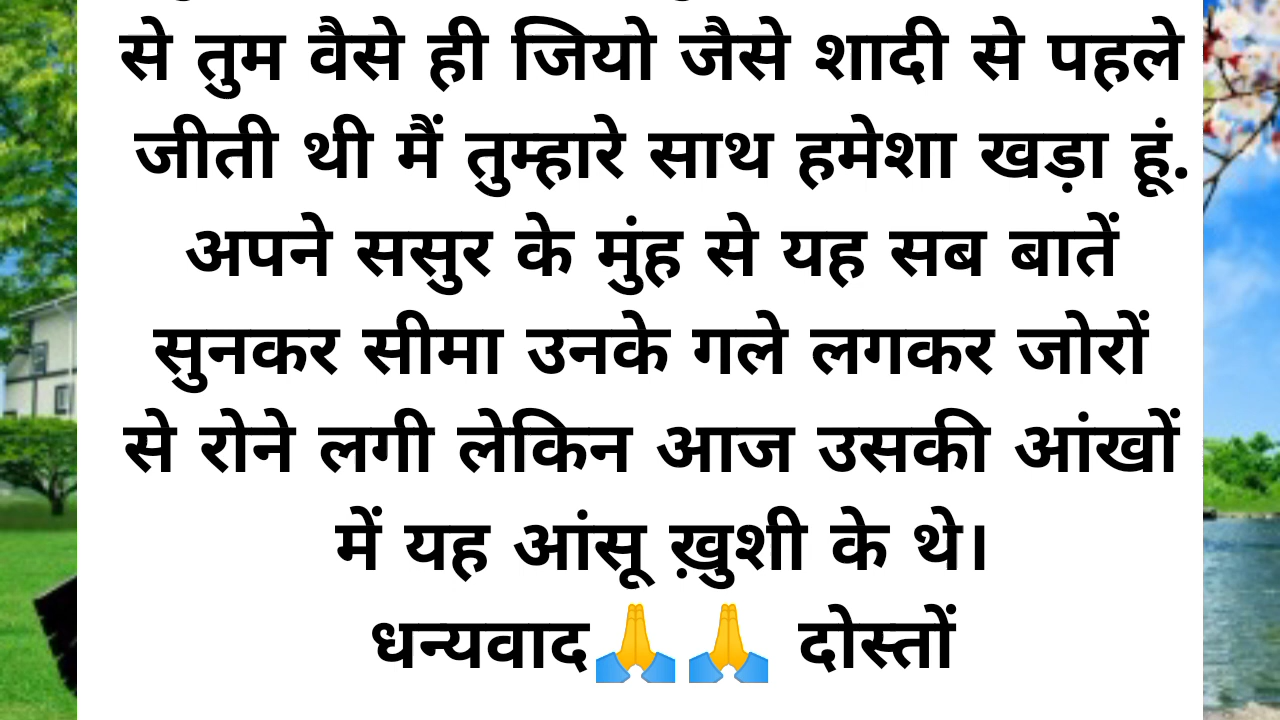 से तुम वैसे ही जियो जैसे शादी से पहले
जीती थी मैं तुम्हारे साथ हमेशा खड़ा हूं.
अपने ससुर के मुंह से यह सब बातें
सुनकर सीमा उनके गले लगकर जोरों
से रोने लगी लेकिन आज उसकी आंखों
में यह आंसू ख़ुशी के थे।
धन्यवाद🙏🙏 दोस्तों